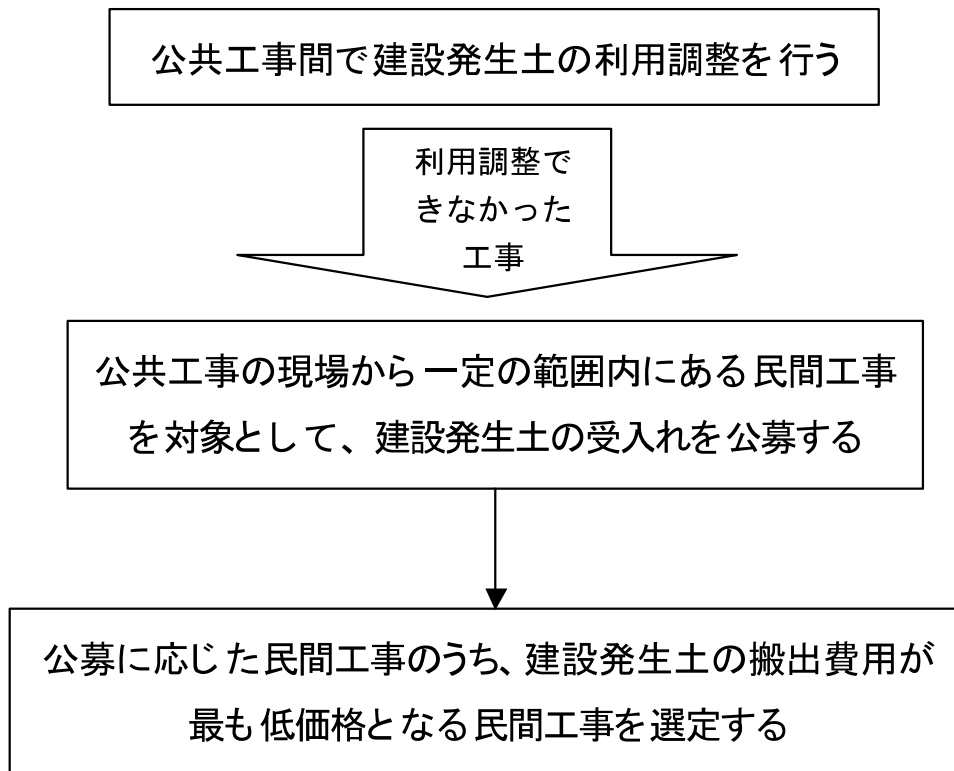 公共工事間で建設発生土の利用調整を行う
利用調整で
きなかった
工事
公共工事の現場から一定の範囲内にある民間工事
を対象として、建設発生土の受入れを公募する
公募に応じた民間工事のうち、建設発生土の搬出費用が
最も低価格となる民間工事を選定する